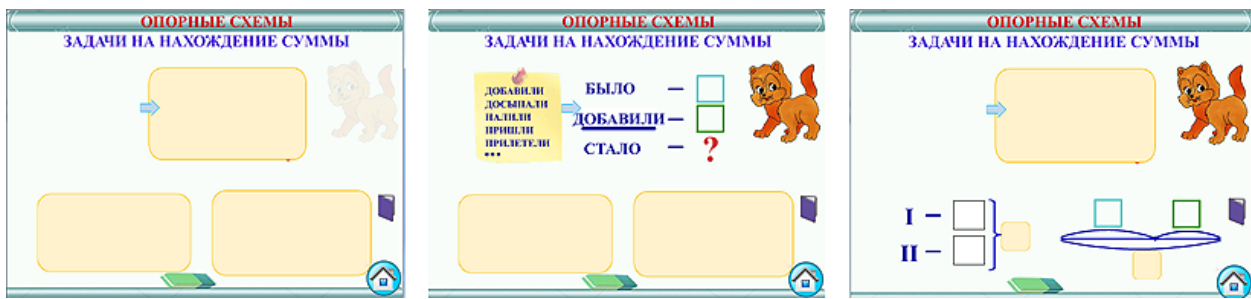 ОПОРНЫЕ СХЕМЫ
ЗАДАЧИ НА НАХОЖДЕНИЕ СУММЫ
ОПОРНЫЕ СХЕМЫ
ЗАДАЧИ НА НАХОЖДЕНИЕ СУММЫ
ДОБАВИЛИ
ДОСЫПАЛИ
НАЛИЛИ
ПРИШЛИ
ПРИЛЕТЕЛИ
•••
БЫЛО —
ДОБАВИЛИ —
СТАЛО — ?
ОПОРНЫЕ СХЕМЫ
ЗАДАЧИ НА НАХОЖДЕНИЕ СУММЫ
I —
II —